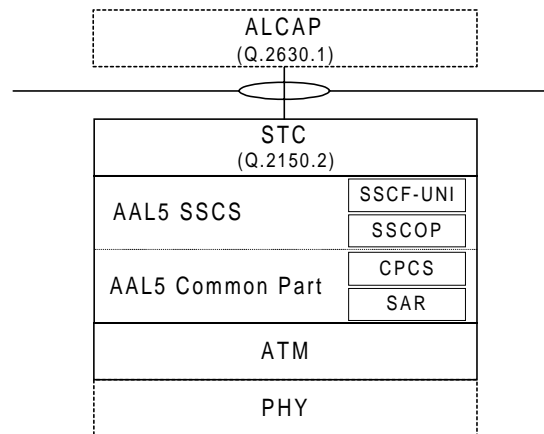 ALCAP
(Q.2630.1)
STC
(Q.2150.2)
AAL5 SSCS
SSCF-UNI
SSCOP
AAL5 Common Part
CPCS
SAR
ATM
PHY